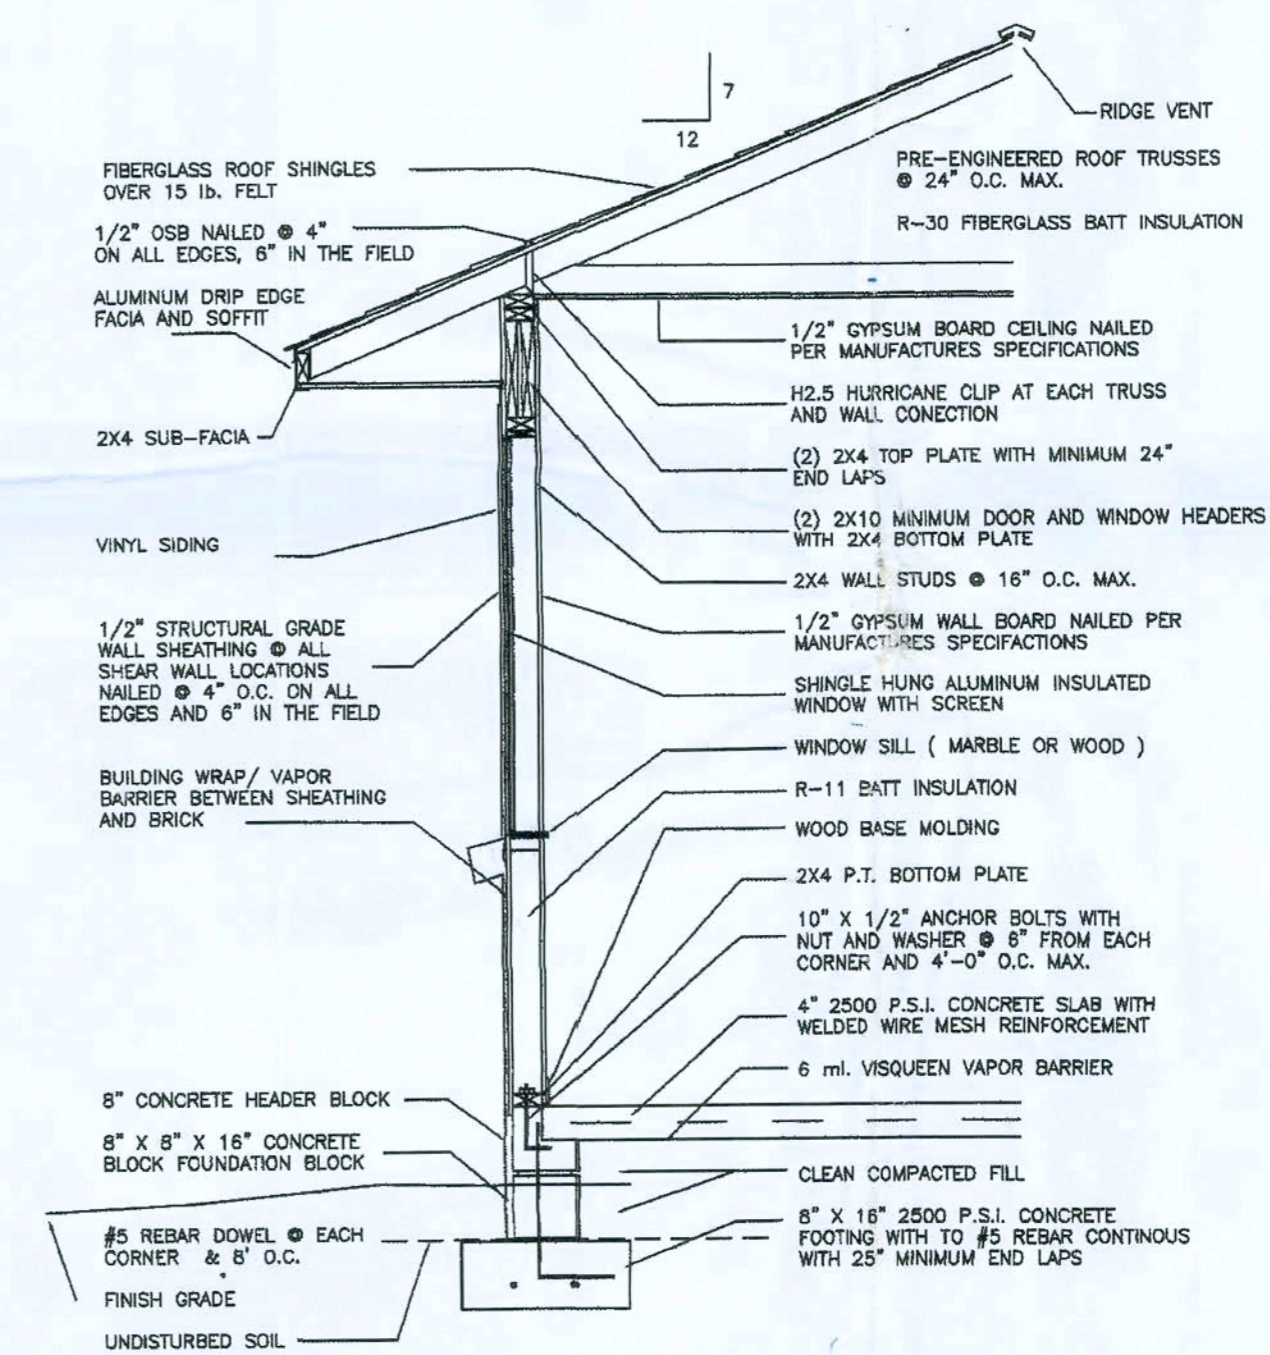 7
12
RIDGE VENT
PRE-ENGINEERED ROOF TRUSSES
@ 24" O.C. MAX.
R-30 FIBERGLASS BATT INSULATION
FIBERGLASS ROOF SHINGLES
OVER 15 lb. FELT
1/2" OSB NAILED @ 4"
ON ALL EDGES, 6" IN THE FIELD
ALUMINUM DRIP EDGE
FACIA AND SOFFIT
2X4 SUB-FACIA
VINYL SIDING
1/2" STRUCTURAL GRADE
WALL SHEATHING @ ALL
SHEAR WALL LOCATIONS
NAILED @ 4" O.C. ON ALL
EDGES AND 6" IN THE FIELD
BUILDING WRAP/ VAPOR
BARRIER BETWEEN SHEATHING
AND BRICK
8" CONCRETE HEADER BLOCK
8" X 8" X 16" CONCRETE
BLOCK FOUNDATION BLOCK
#5 REBAR DOWEL @ EACH
CORNER & 8' O.C.
FINISH GRADE
UNDISTURBED SOIL
1/2" GYPSUM BOARD CEILING NAILED
PER MANUFACTURES SPECIFICATIONS
H2.5 HURRICANE CLIP AT EACH TRUSS
AND WALL CONECTION
(2) 2X4 TOP PLATE WITH MINIMUM 24"
END LAPS
(2) 2X10 MINIMUM DOOR AND WINDOW HEADERS
WITH 2X4 BOTTOM PLATE
2X4 WALL STUDS @ 16" O.C. MAX.
1/2" GYPSUM WALL BOARD NAILED PER
MANUFACTURES SPECIFACTIONS
SHINGLE HUNG ALUMINUM INSULATED
WINDOW WITH SCREEN
WINDOW SILL ( MARBLE OR WOOD )
R-11 BATT INSULATION
WOOD BASE MOLDING
2X4 P.T. BOTTOM PLATE
10" X 1/2" ANCHOR BOLTS WITH
NUT AND WASHER @ 6" FROM EACH
CORNER AND 4'-0" O.C. MAX.
4" 2500 P.S.I. CONCRETE SLAB WITH
WELDED WIRE MESH REINFORCEMENT
6 ml. VISQUEEN VAPOR BARRIER
CLEAN COMPACTED FILL
8" X 16" 2500 P.S.I. CONCRETE
FOOTING WITH TO #5 REBAR CONTINOUS
WITH 25" MINIMUM END LAPS